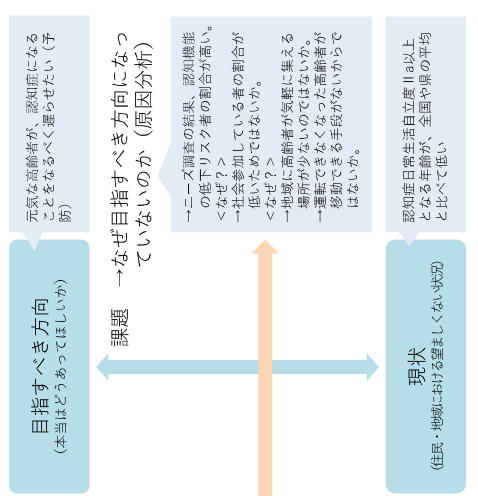 目指すべき方向
(本当はどうあってほしいか)
元気な高齢者が、認知症になる
ことをなるべく遅らせたい（予
防）
課題　→なぜ目指すべき方向になっ
ていないのか（原因分析）
→ニーズ調査の結果、認知機能
の低下リスク者の割合が高い。
＜なぜ？＞
→社会参加している者の割合が
低いためではないか。
＜なぜ？＞
→地域に高齢者が気軽に集える
場所が少ないのではないか。
→運転できなくなった高齢者が
移動できる手段がないからで
はないか。
現状
(住民・地域における望ましくない状況)
認知症日常生活自立度Ⅱa以上
となる年齢が、全国や県の平均
と比べて低い